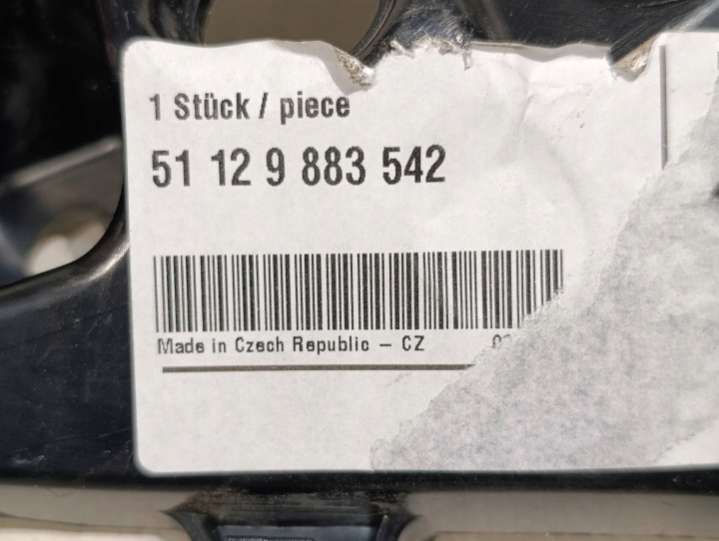 1 Stück / piece
51 12 9 883 542
Made in Czech Republic – CZ